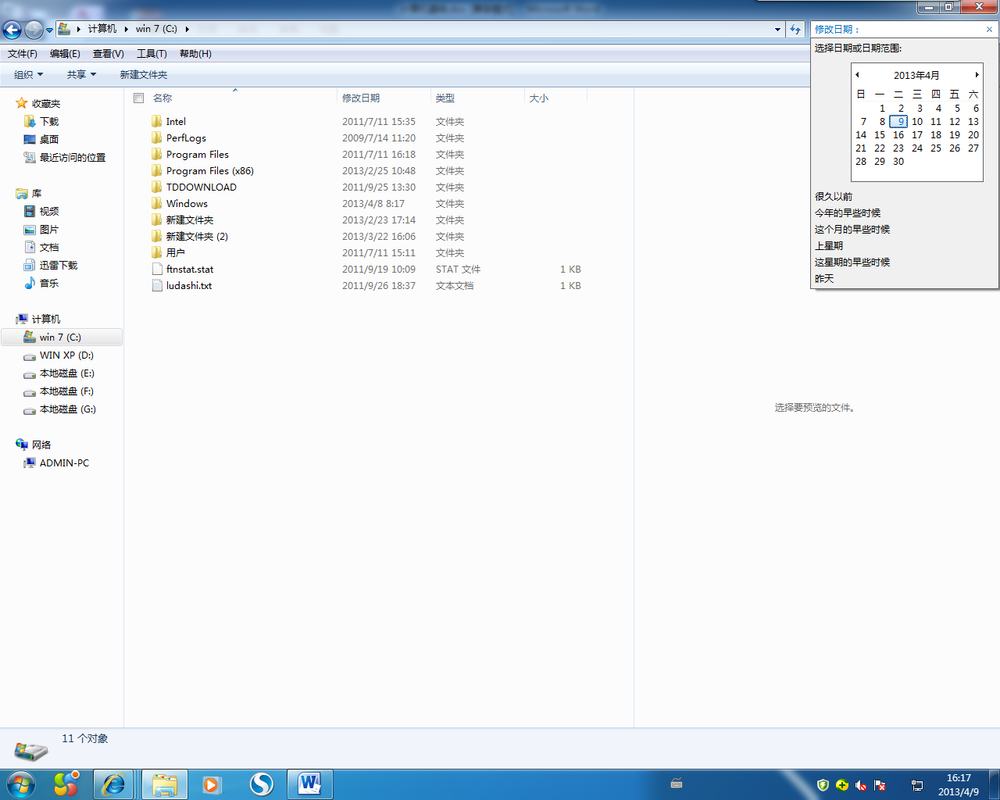 计算机 win 7 (C:)
修改日期：
文件(F) 编辑(E) 查看(V) 工具(T) 帮助(H)
选择日期或日期范围:
组织 共享 新建文件夹
2013年4月
日 一 二 三 四 五 六
1 2 3 4 5 6
7 8 9 10 11 12 13
14 15 16 17 18 19 20
21 22 23 24 25 26 27
28 29 30
很久以前
今年的早些时候
这个月的早些时候
上星期
这星期的早些时候
昨天
收藏夹
下载
桌面
最近访问的位置
库
视频
图片
文档
迅雷下载
音乐
计算机
win 7 (C:)
WIN XP (D:)
本地磁盘 (E:)
本地磁盘 (F:)
本地磁盘 (G:)
网络
ADMIN-PC
名称 修改日期 类型 大小
Intel 2011/7/11 15:35 文件夹
PerfLogs 2009/7/14 11:20 文件夹
Program Files 2011/7/11 16:18 文件夹
Program Files (x86) 2013/2/25 10:48 文件夹
TDDOWNLOAD 2011/9/25 13:30 文件夹
Windows 2013/4/8 8:17 文件夹
新建文件夹 2013/2/23 17:14 文件夹
新建文件夹 (2) 2013/3/22 16:06 文件夹
用户 2011/7/11 15:11 文件夹
ftnstat.stat 2011/9/19 10:09 STAT 文件 1 KB
ludashi.txt 2011/9/26 18:37 文本文档 1 KB
选择要预览的文件。
11 个对象
16:17
2013/4/9